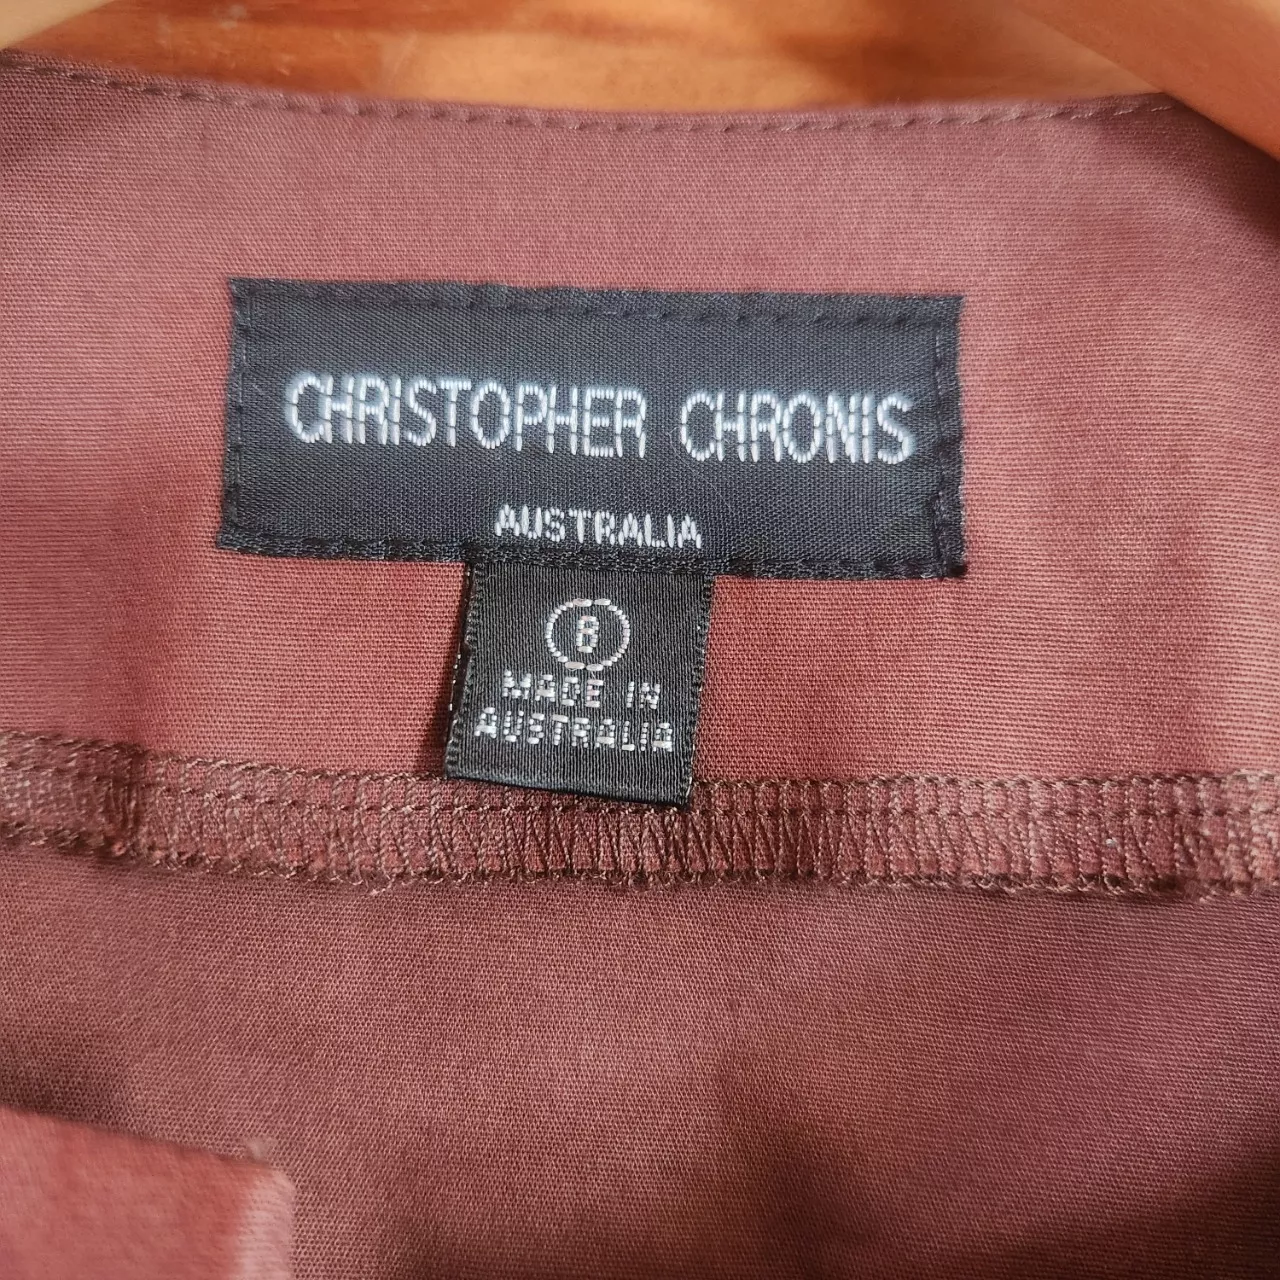 CHRISTOPHER CHRONIS
AUSTRALIA
8
MADE IN
AUSTRALIA